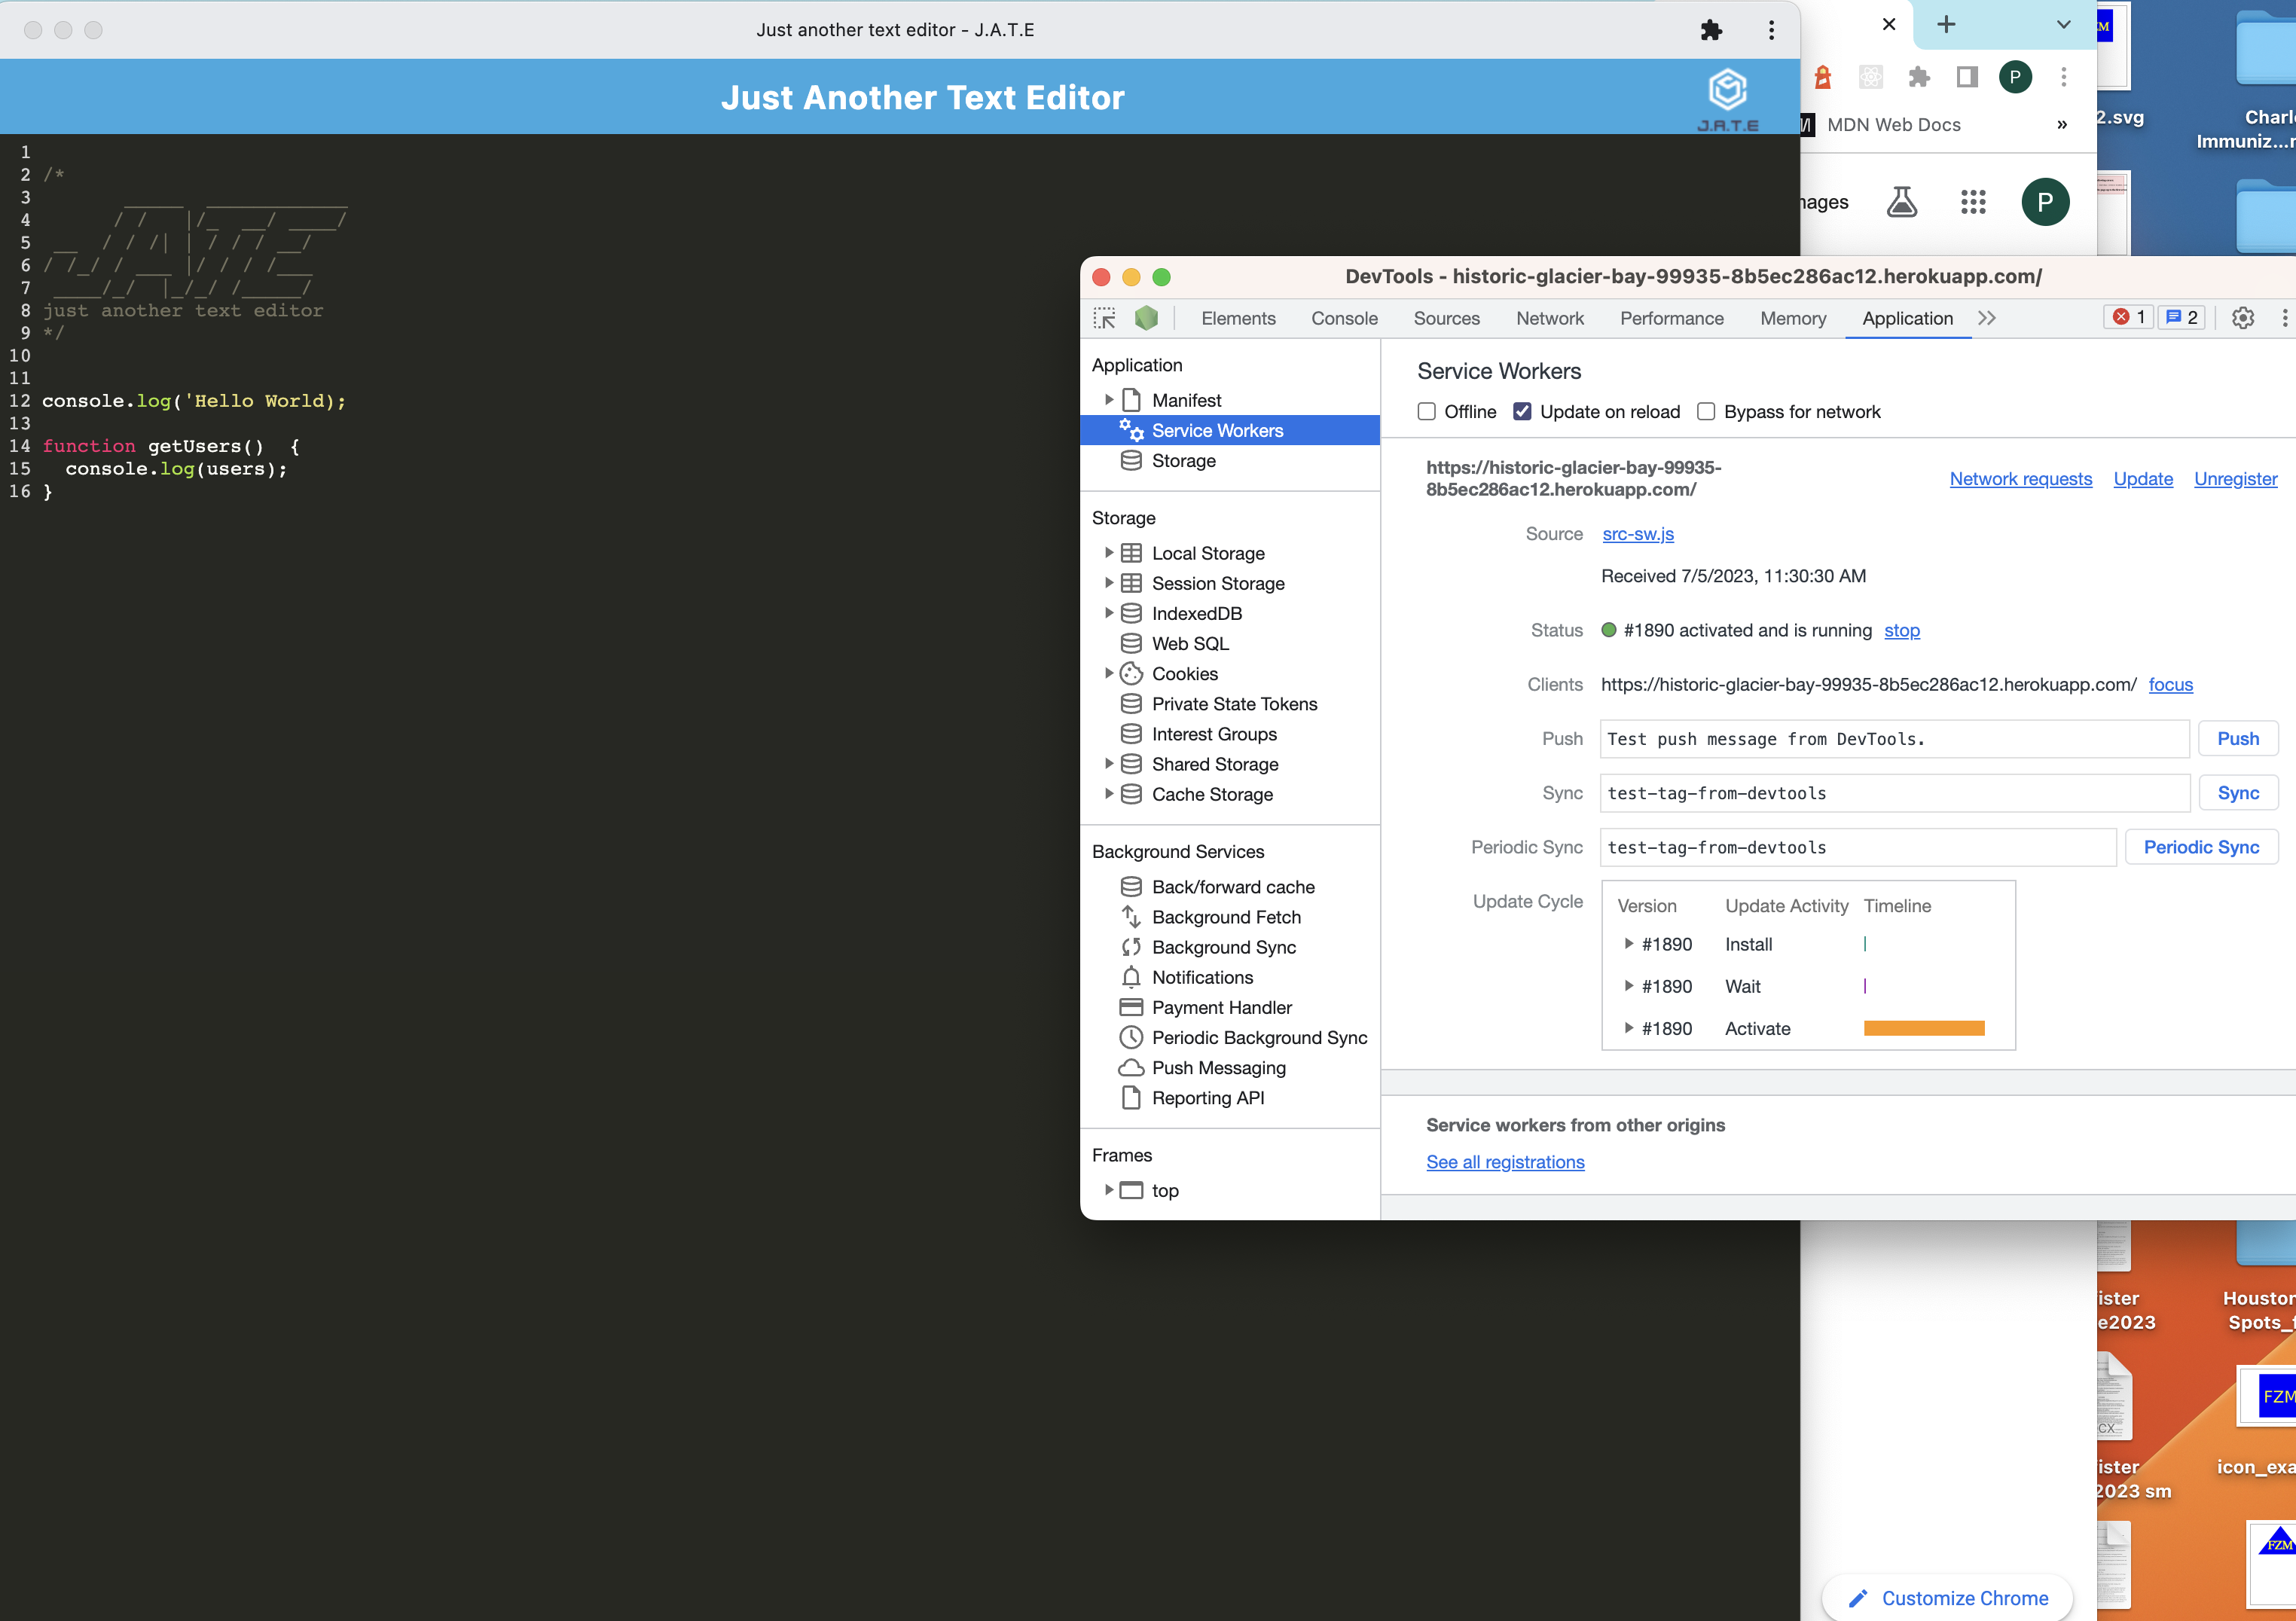 Just another text editor - J.A.T.E
Just Another Text Editor
J.A.T.E
1
2 /*
3
4
5
6
7
8 just another text editor
9 */
10
11
12 console.log('Hello World);
13
14 function getUsers()  {
15   console.log(users);
16 }
P
MDN Web Docs
»
P
DevTools - historic-glacier-bay-99935-8b5ec286ac12.herokuapp.com/
Elements Console Sources Network Performance Memory Application 1 2
Application
Manifest
Service Workers
Storage
Storage
Local Storage
Session Storage
IndexedDB
Web SQL
Cookies
Private State Tokens
Interest Groups
Shared Storage
Cache Storage
Background Services
Back/forward cache
Background Fetch
Background Sync
Notifications
Payment Handler
Periodic Background Sync
Push Messaging
Reporting API
Frames
top
Service Workers
Offline Update on reload Bypass for network
https://historic-glacier-bay-99935-
8b5ec286ac12.herokuapp.com/
Network requests Update Unregister
Source src-sw.js
Received 7/5/2023, 11:30:30 AM
Status #1890 activated and is running stop
Clients https://historic-glacier-bay-99935-8b5ec286ac12.herokuapp.com/ focus
Push Test push message from DevTools. Push
Sync test-tag-from-devtools Sync
Periodic Sync test-tag-from-devtools Periodic Sync
Update Cycle
Version Update Activity Timeline
#1890 Install
#1890 Wait
#1890 Activate
Service workers from other origins
See all registrations
2.svg
Immuniz...
e2023
2023 sm
FZM
FZM
Customize Chrome